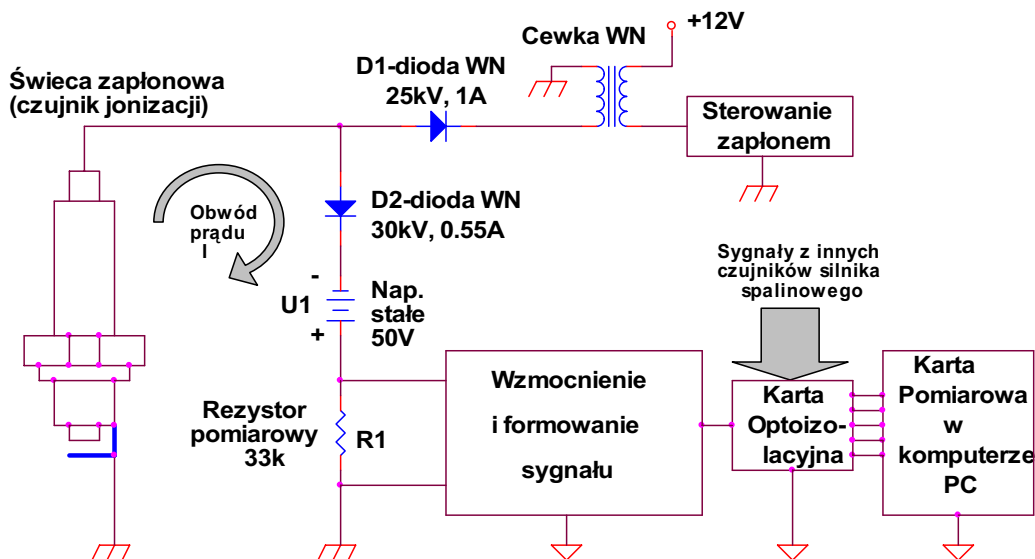 +12V
Cewka WN
D1-dioda WN
25kV, 1A
Świeca zapłonowa
(czujnik jonizacji)
Sterowanie
zapłonem
D2-dioda WN
30kV, 0.55A
Obwód
prądu
I
Sygnały z innych
czujników silnika
spalinowego
-
U1
+
Nap.
stałe
50V
Rezystor
pomiarowy
33k
R1
Wzmocnienie
i formowanie
sygnału
Karta
Optoizo-
lacyjna
Karta
Pomiarowa
w
komputerze
PC